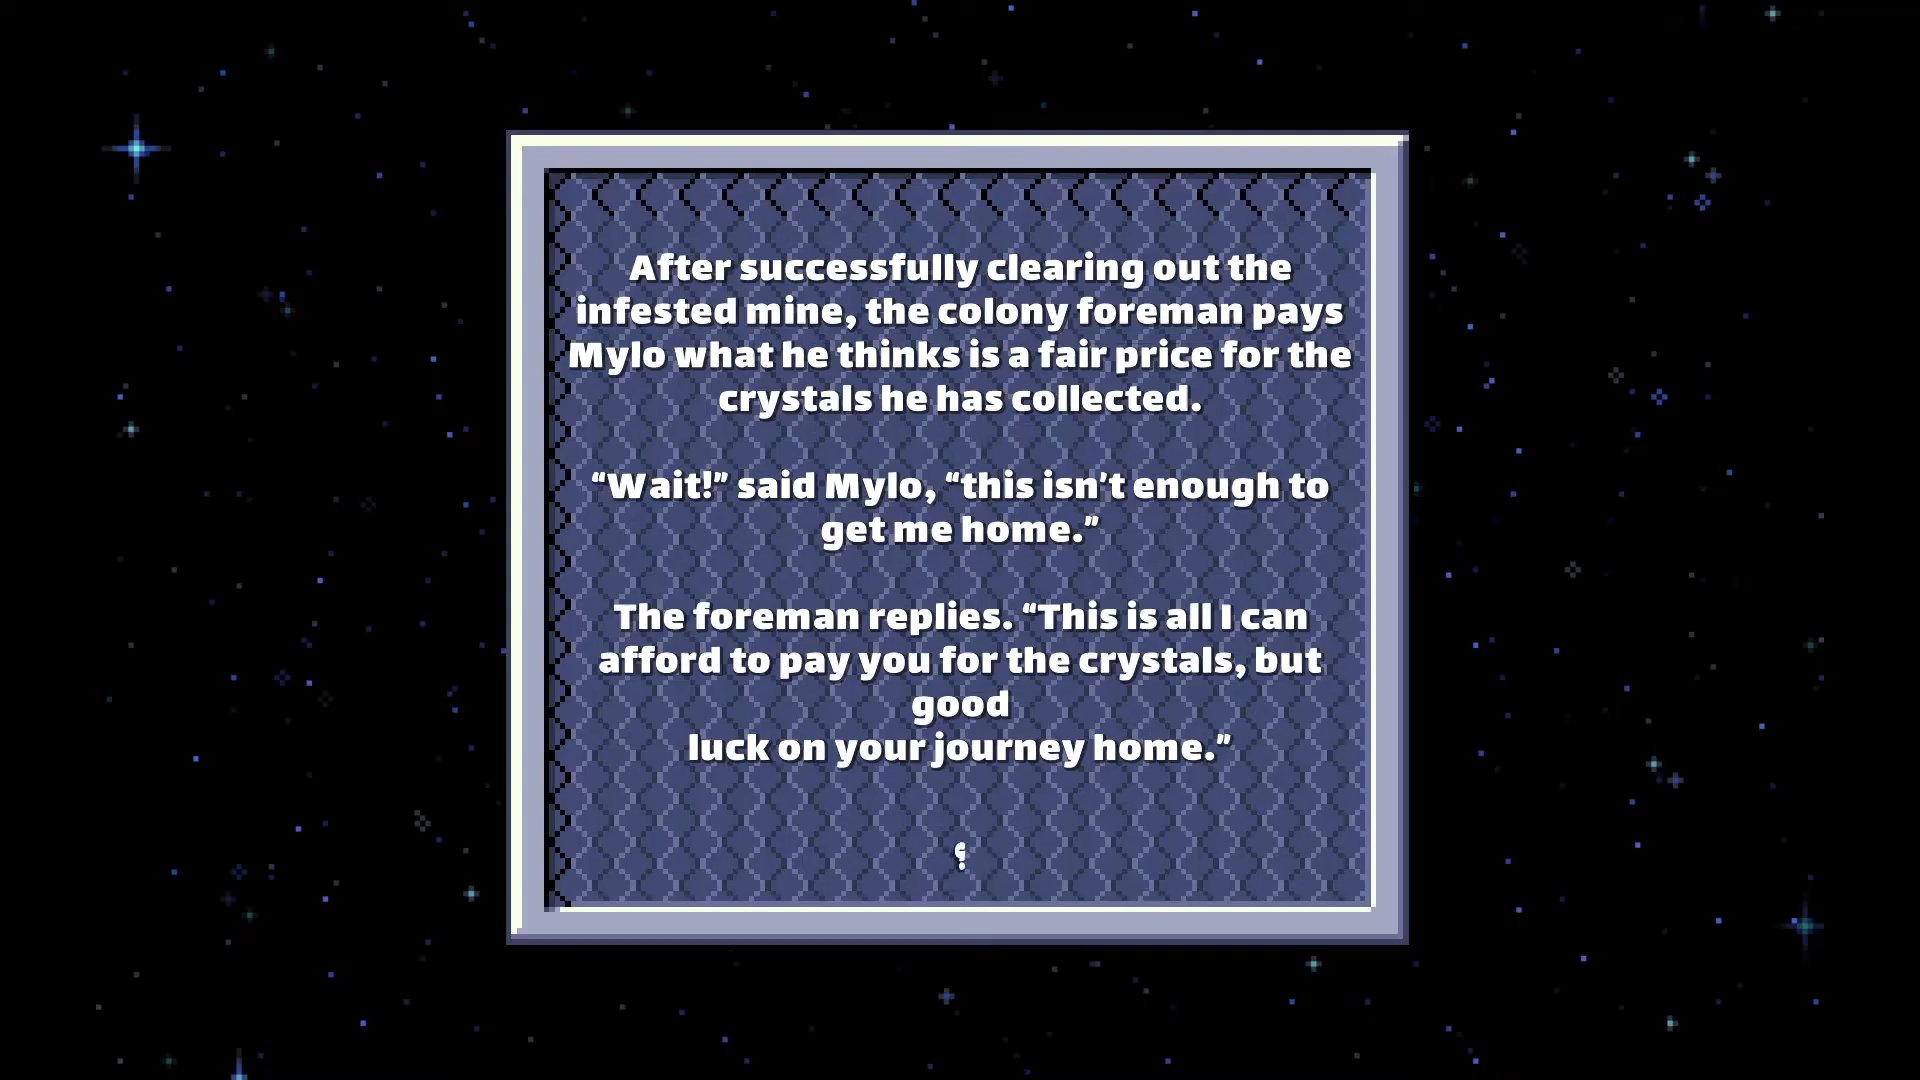 After successfully clearing out the
infested mine, the colony foreman pays
Mylo what he thinks is a fair price for the
crystals he has collected.
“Wait!” said Mylo, “this isn’t enough to
get me home.”
The foreman replies. “This is all I can
afford to pay you for the crystals, but
good
luck on your journey home.”